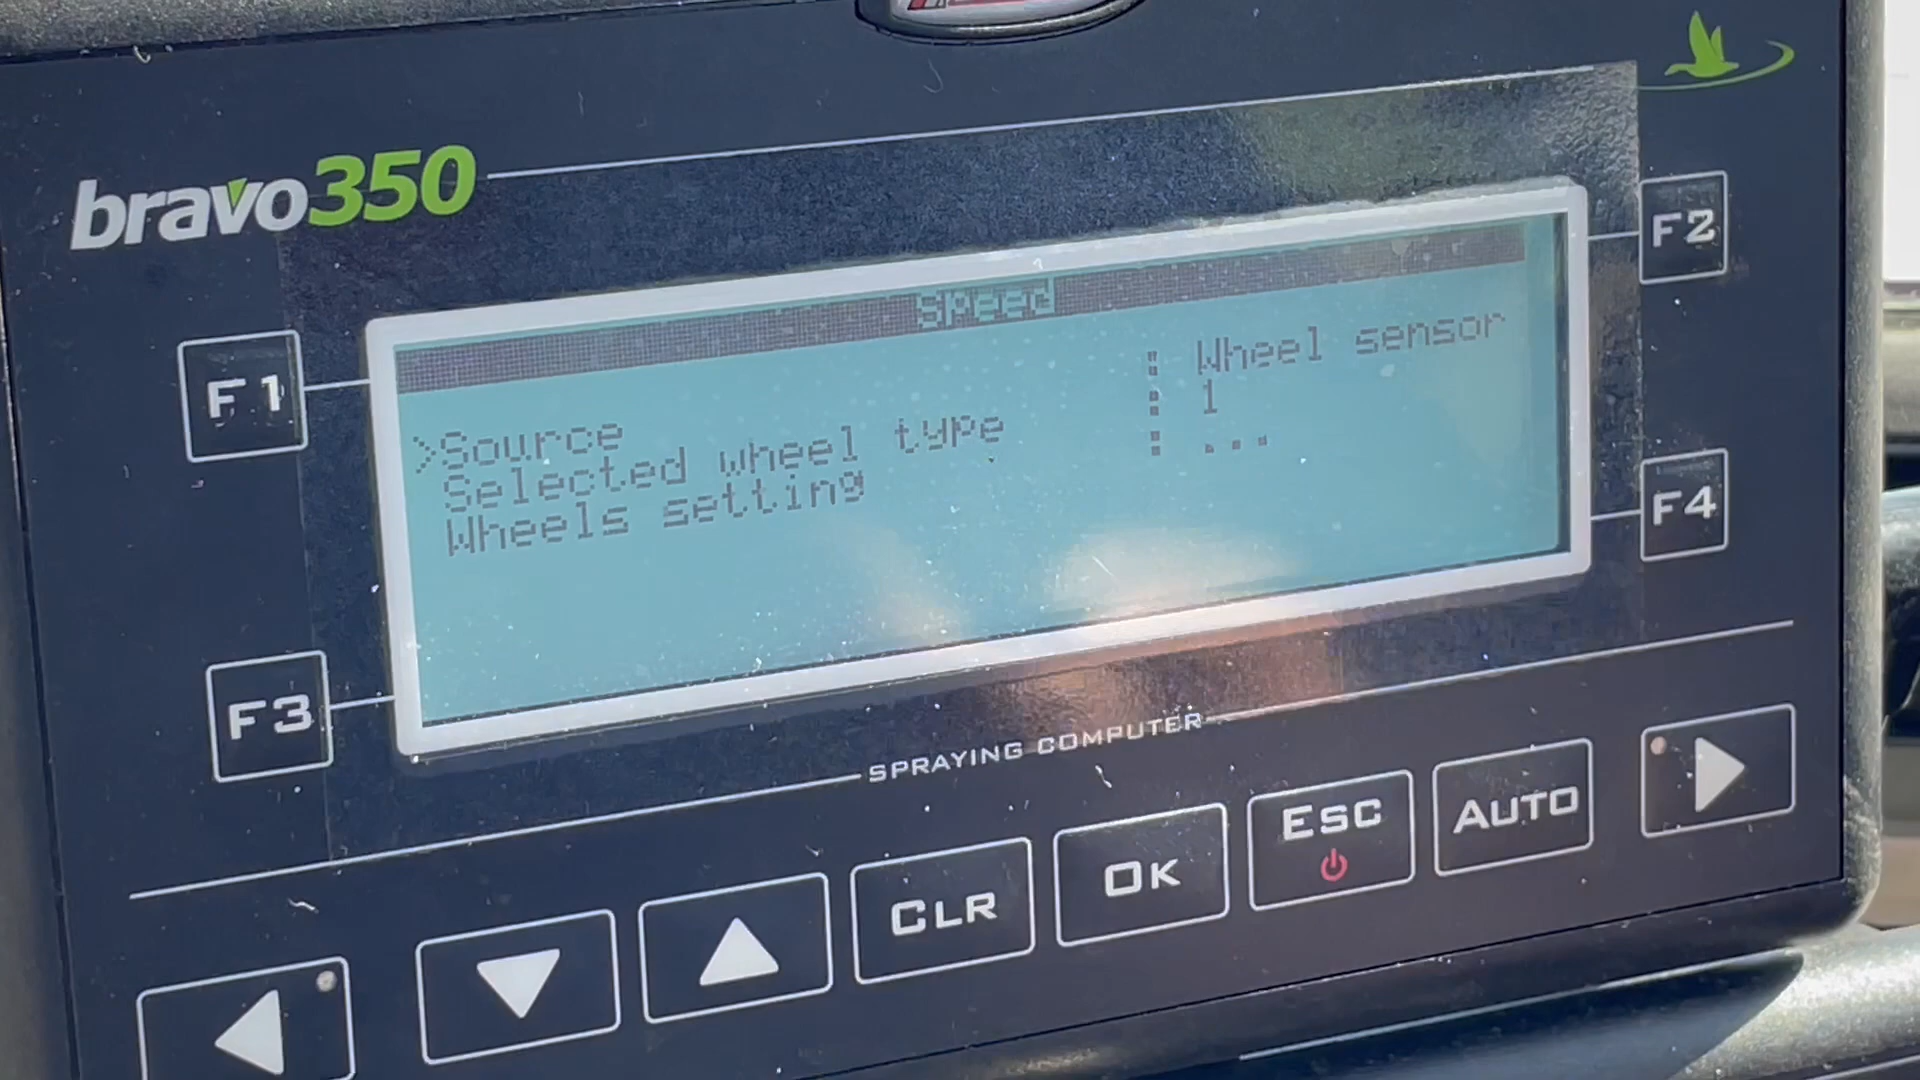 bravo350
F1
F2
F3
F4
Speed
>Source : Wheel sensor
Selected wheel type : 1
Wheels setting : ...
SPRAYING COMPUTER
CLR
OK
ESC
AUTO